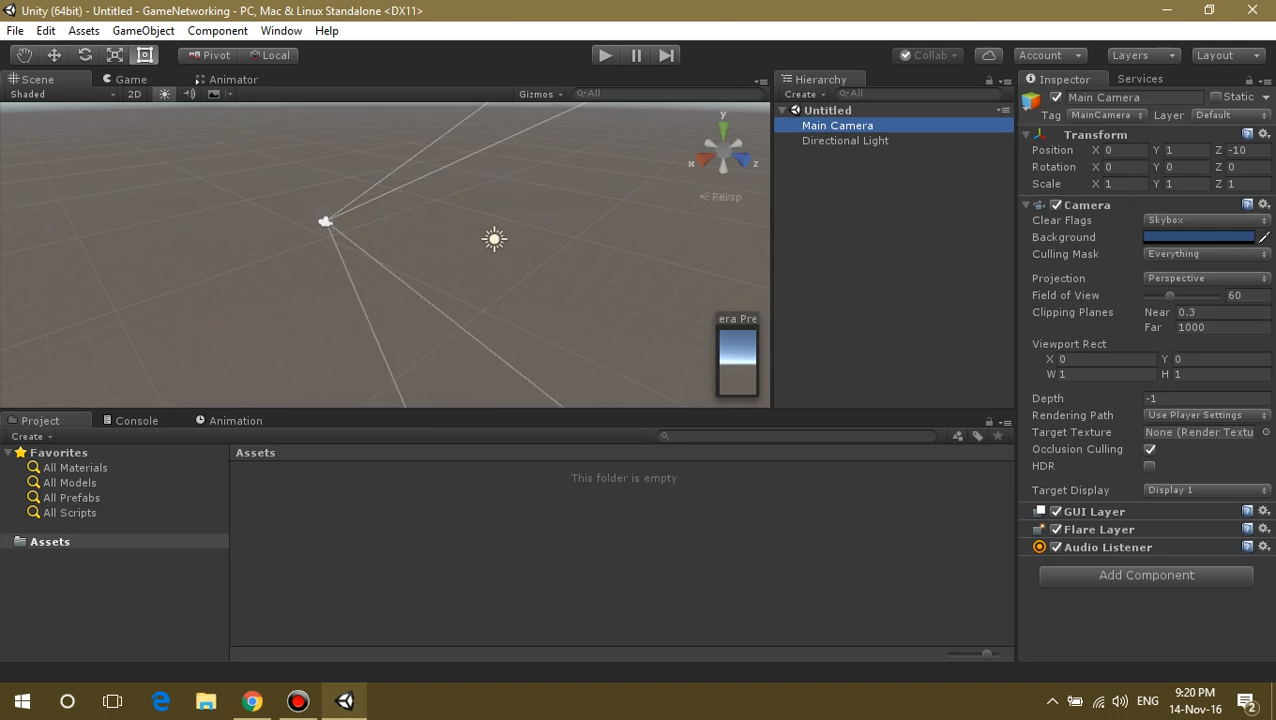 Unity (64bit) - Untitled - GameNetworking - PC, Mac & Linux Standalone <DX11>
File Edit Assets GameObject Component Window Help
Pivot Local Collab Account Layers Layout
Scene Game Animator
Shaded 2D Gizmos All
y
x z
Persp
era Pre
Hierarchy
Create All
Untitled
Main Camera
Directional Light
Inspector Services
Main Camera Static
Tag MainCamera Layer Default
Transform
Position X 0 Y 1 Z -10
Rotation X 0 Y 0 Z 0
Scale X 1 Y 1 Z 1
Camera
Clear Flags Skybox
Background
Culling Mask Everything
Projection Perspective
Field of View 60
Clipping Planes Near 0.3
Far 1000
Viewport Rect
X 0 Y 0
W 1 H 1
Depth -1
Rendering Path Use Player Settings
Target Texture None (Render Textu
Occlusion Culling
HDR
Target Display Display 1
GUI Layer
Flare Layer
Audio Listener
Add Component
Project Console Animation
Create
Favorites
All Materials
All Models
All Prefabs
All Scripts
Assets
Assets
This folder is empty
ENG 9:20 PM
14-Nov-16 2